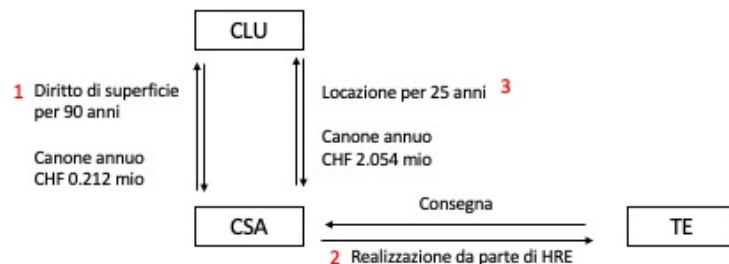 CLU
1 Diritto di superficie
per 90 anni
Canone annuo
CHF 0.212 mio
Locazione per 25 anni 3
Canone annuo
CHF 2.054 mio
CSA
Consegna
TE
2 Realizzazione da parte di HRE